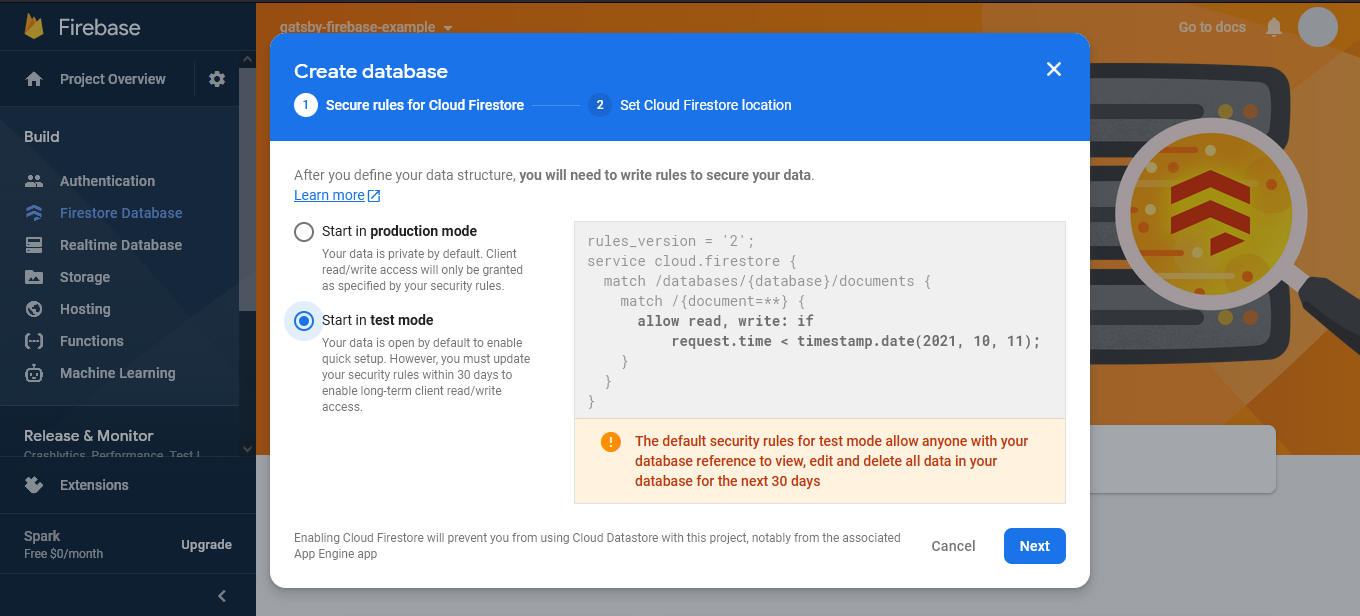 Firebase
gatsby-firebase-example
Go to docs
Project Overview
Build
Authentication
Firestore Database
Realtime Database
Storage
Hosting
Functions
Machine Learning
Release & Monitor
Crashlytics, Performance, Test L
Extensions
Spark
Free $0/month
Upgrade
Create database
1 Secure rules for Cloud Firestore
2 Set Cloud Firestore location
After you define your data structure, you will need to write rules to secure your data.
Learn more
Start in production mode
Your data is private by default. Client
read/write access will only be granted
as specified by your security rules.
Start in test mode
Your data is open by default to enable
quick setup. However, you must update
your security rules within 30 days to
enable long-term client read/write
access.
rules_version = '2';
service cloud.firestore {
  match /databases/{database}/documents {
    match /{document=**} {
      allow read, write: if
          request.time < timestamp.date(2021, 10, 11);
    }
  }
}
The default security rules for test mode allow anyone with your
database reference to view, edit and delete all data in your
database for the next 30 days
Enabling Cloud Firestore will prevent you from using Cloud Datastore with this project, notably from the associated
App Engine app
Cancel
Next